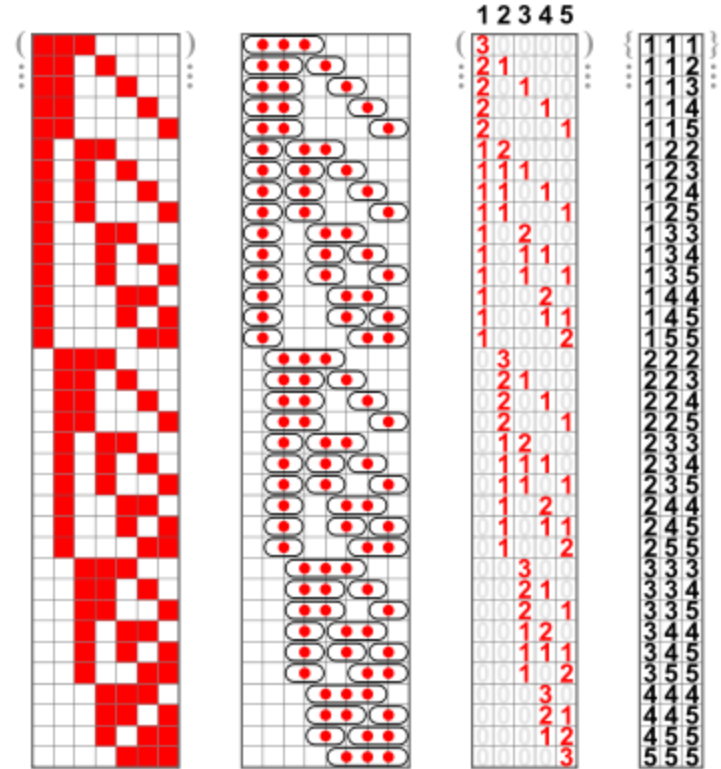 1 2 3 4 5
( ) ( 3 0 0 0 0 ) { 1 1 1 }
2 1 0 0 0 1 1 2
2 0 1 0 0 1 1 3
2 0 0 1 0 1 1 4
2 0 0 0 1 1 1 5
1 2 0 0 0 1 2 2
1 1 1 0 0 1 2 3
1 1 0 1 0 1 2 4
1 1 0 0 1 1 2 5
1 0 2 0 0 1 3 3
1 0 1 1 0 1 3 4
1 0 1 0 1 1 3 5
1 0 0 2 0 1 4 4
1 0 0 1 1 1 4 5
1 0 0 0 2 1 5 5
0 3 0 0 0 2 2 2
0 2 1 0 0 2 2 3
0 2 0 1 0 2 2 4
0 2 0 0 1 2 2 5
0 1 2 0 0 2 3 3
0 1 1 1 0 2 3 4
0 1 1 0 1 2 3 5
0 1 0 2 0 2 4 4
0 1 0 1 1 2 4 5
0 1 0 0 2 2 5 5
0 0 3 0 0 3 3 3
0 0 2 1 0 3 3 4
0 0 2 0 1 3 3 5
0 0 1 2 0 3 4 4
0 0 1 1 1 3 4 5
0 0 1 0 2 3 5 5
0 0 0 3 0 4 4 4
0 0 0 2 1 4 4 5
0 0 0 1 2 4 5 5
0 0 0 0 3 5 5 5